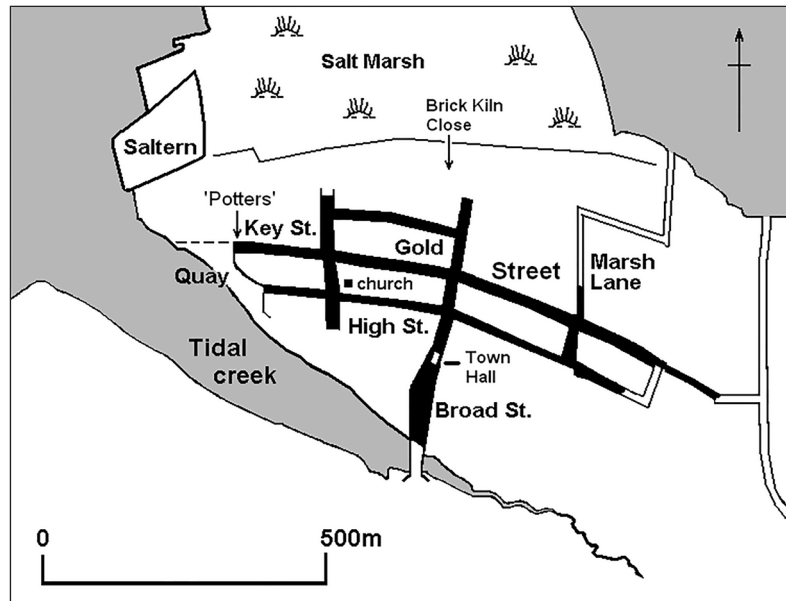 Salt Marsh
Brick Kiln
Close
Saltern
'Potters'
Key St.
Gold
Street
Marsh
Lane
Quay
church
High St.
Tidal
creek
Town
Hall
Broad St.
0
500m